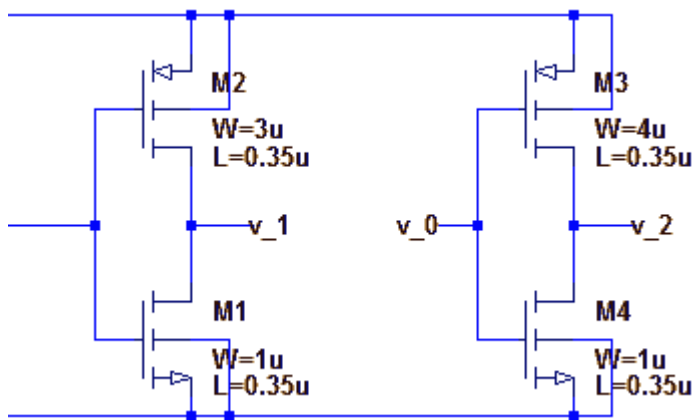 M2
W=3u
L=0.35u
M3
W=4u
L=0.35u
v_1
v_0
v_2
M1
W=1u
L=0.35u
M4
W=1u
L=0.35u